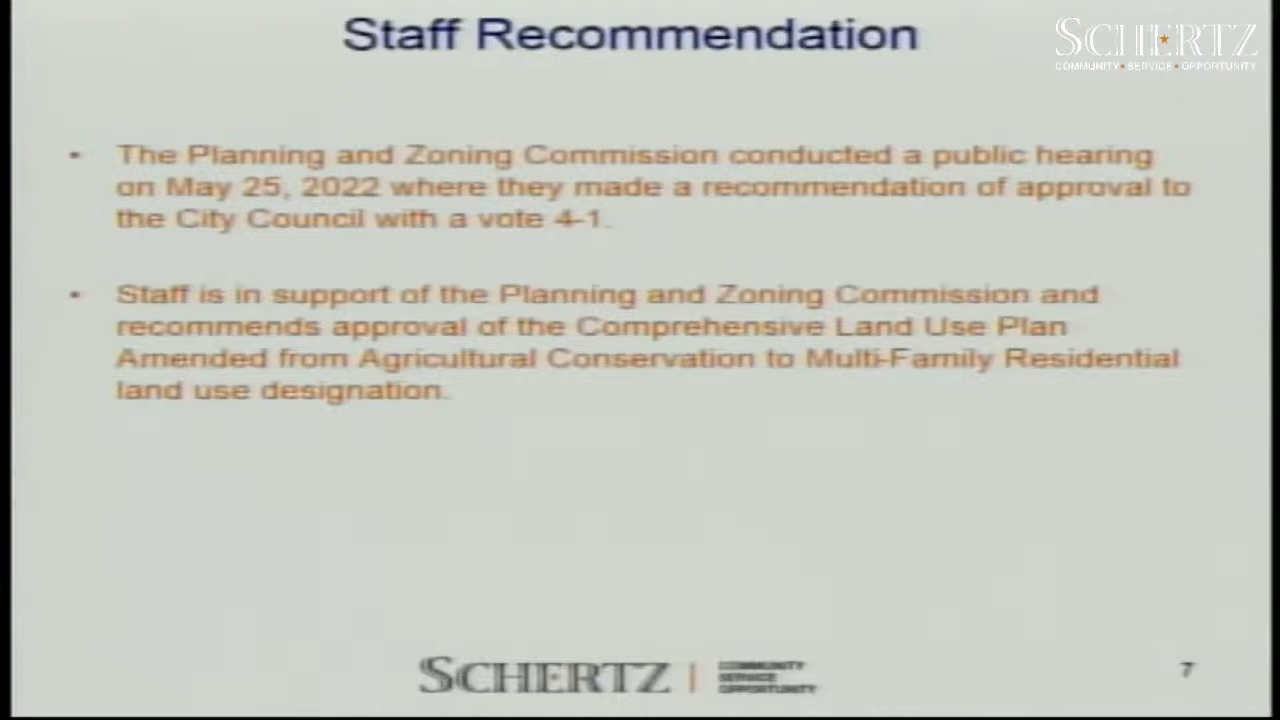 Staff Recommendation
SCHERTZ
COMMUNITY★SERVICE★OPPORTUNITY
• The Planning and Zoning Commission conducted a public hearing
on May 25, 2022 where they made a recommendation of approval to
the City Council with a vote 4-1.
• Staff is in support of the Planning and Zoning Commission and
recommends approval of the Comprehensive Land Use Plan
Amended from Agricultural Conservation to Multi-Family Residential
land use designation.
SCHERTZ
COMMUNITY
SERVICE
OPPORTUNITY
7